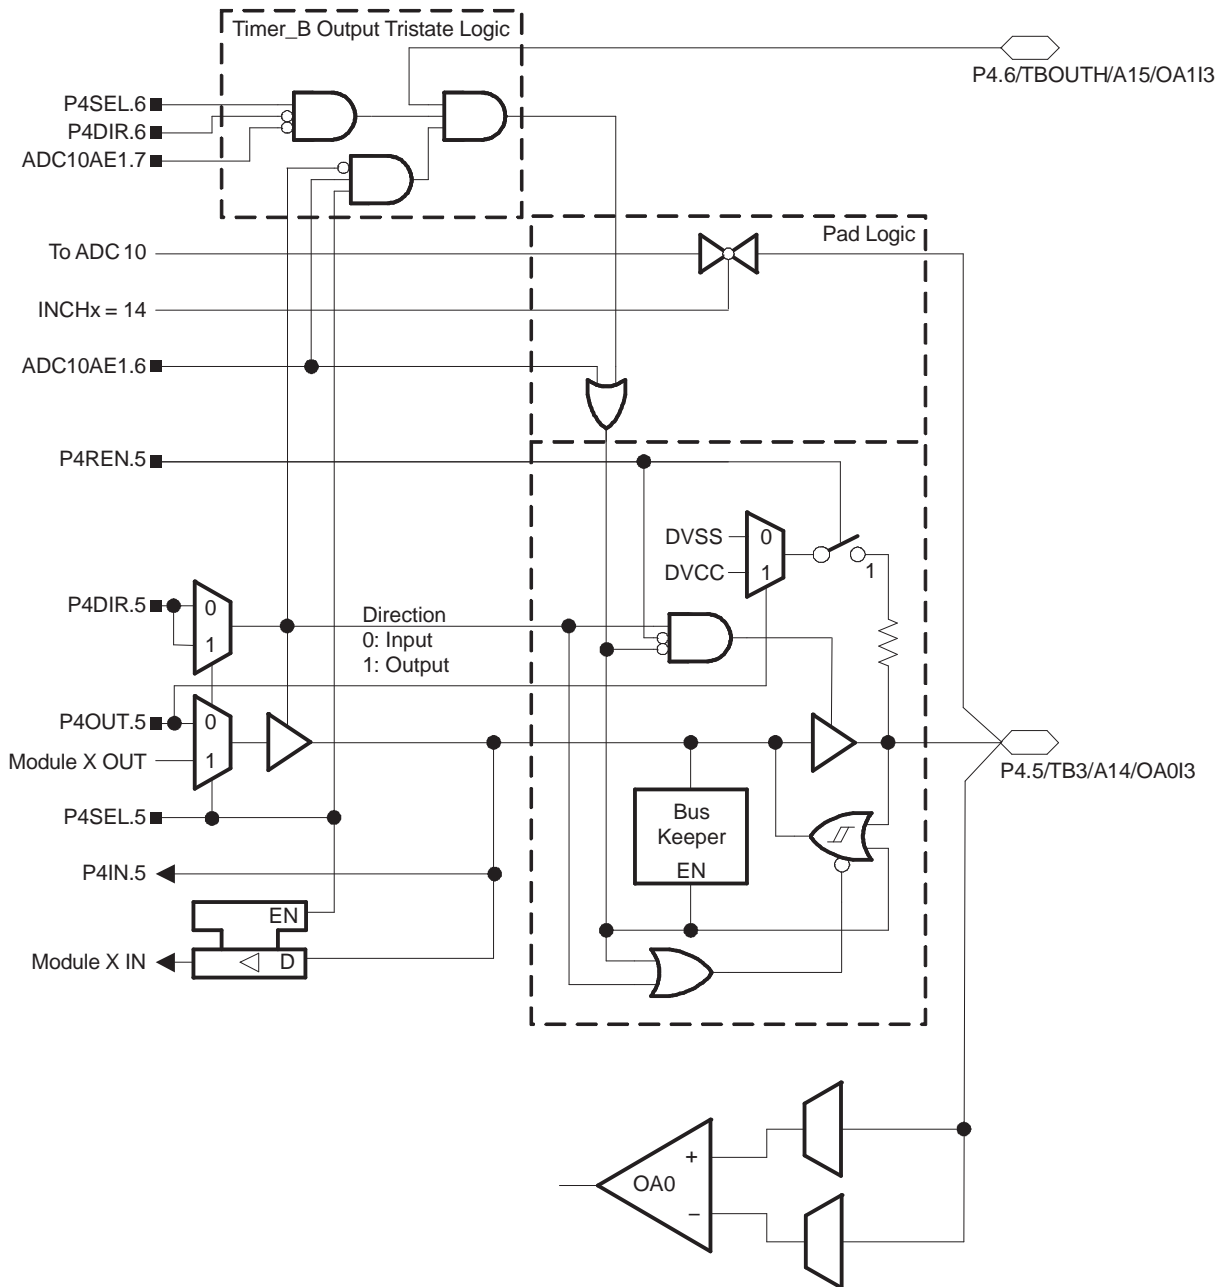 Timer_B Output Tristate Logic
P4.6/TBOUTH/A15/OA1I3
P4SEL.6
P4DIR.6
ADC10AE1.7
Pad Logic
To ADC 10
INCHx = 14
ADC10AE1.6
P4REN.5
DVSS
0
DVCC
1
1
P4DIR.5
0
1
Direction
0: Input
1: Output
P4OUT.5
0
Module X OUT
1
P4.5/TB3/A14/OA0I3
P4SEL.5
Bus
Keeper
EN
P4IN.5
EN
Module X IN
D
+
OA0
−